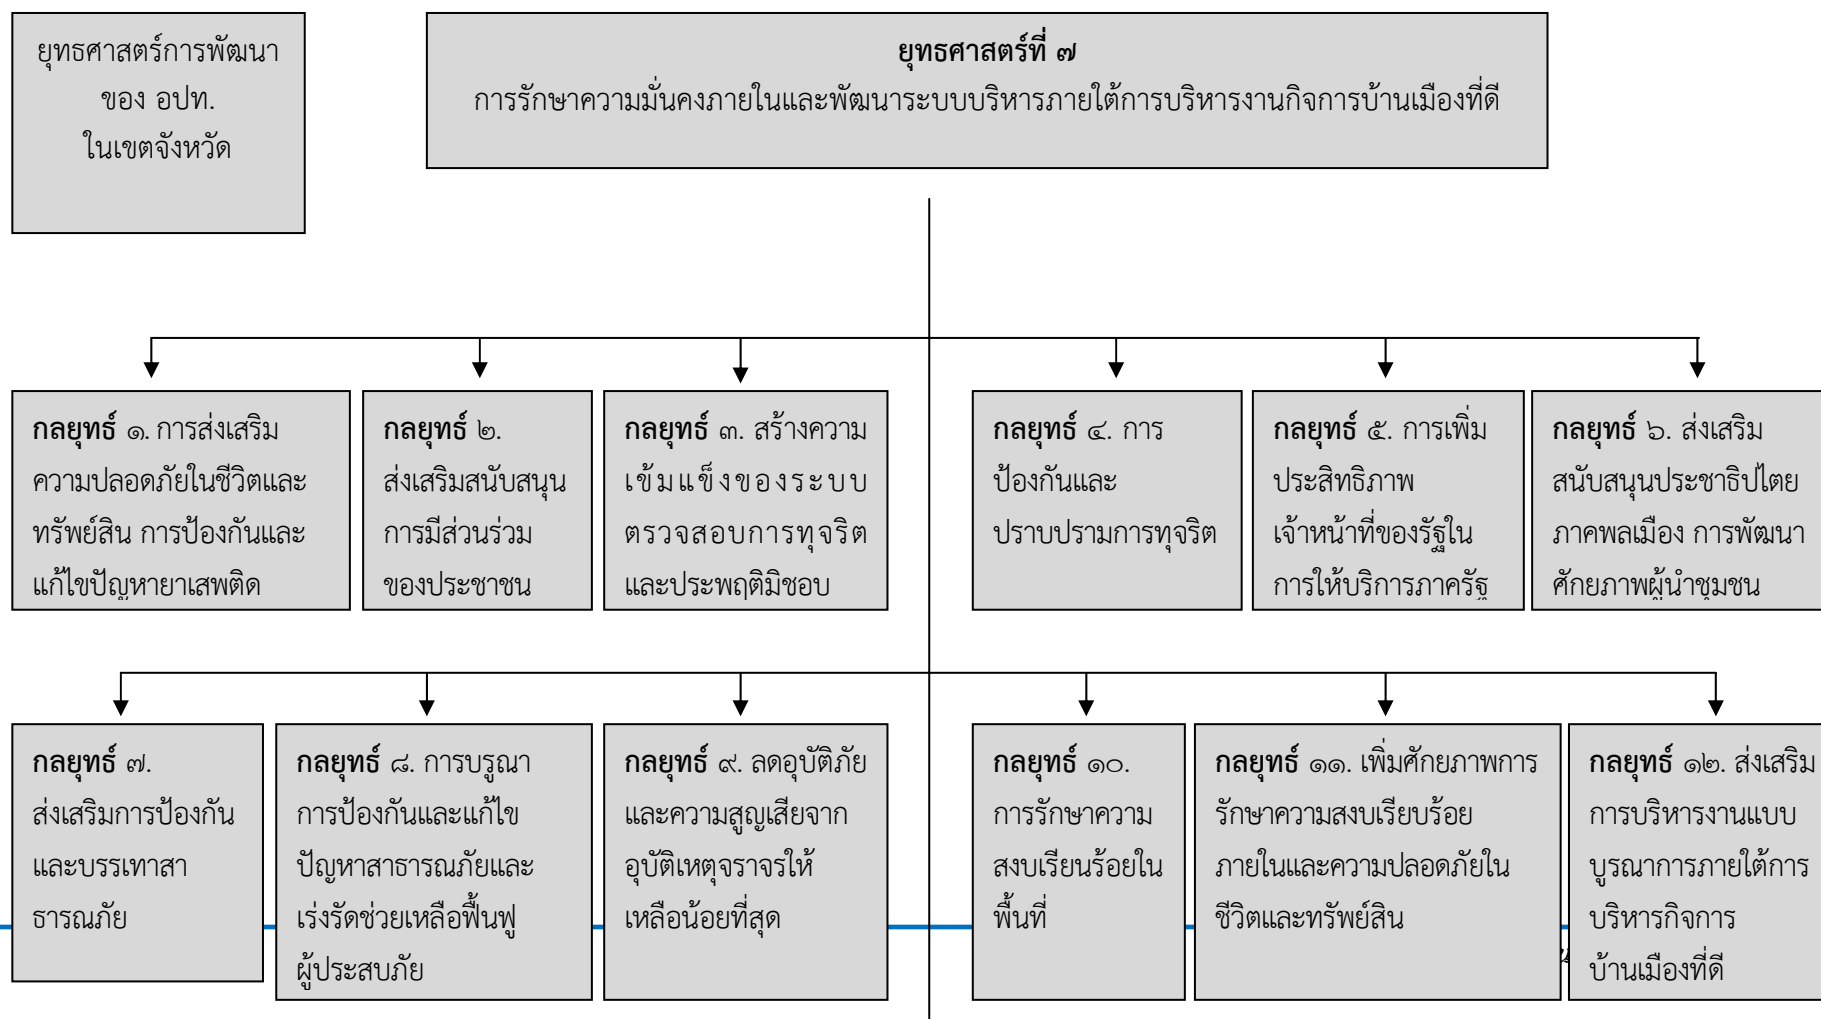 ยุทธศาสตร์การพัฒนา
ของ อปท.
ในเขตจังหวัด
ยุทธศาสตร์ที่ ๗
การรักษาความมั่นคงภายในและพัฒนาระบบบริหารภายใต้การบริหารงานกิจการบ้านเมืองที่ดี
กลยุทธ์ ๑. การส่งเสริม
ความปลอดภัยในชีวิตและ
ทรัพย์สิน การป้องกันและ
แก้ไขปัญหายาเสพติด
กลยุทธ์ ๒.
ส่งเสริมสนับสนุน
การมีส่วนร่วม
ของประชาชน
กลยุทธ์ ๓. สร้างความ
เข้มแข็งของระบบ
ตรวจสอบการทุจริต
และประพฤติมิชอบ
กลยุทธ์ ๔. การ
ป้องกันและ
ปราบปรามการทุจริต
กลยุทธ์ ๕. การเพิ่ม
ประสิทธิภาพ
เจ้าหน้าที่ของรัฐใน
การให้บริการภาครัฐ
กลยุทธ์ ๖. ส่งเสริม
สนับสนุนประชาธิปไตย
ภาคพลเมือง การพัฒนา
ศักยภาพผู้นำชุมชน
กลยุทธ์ ๗.
ส่งเสริมการป้องกัน
และบรรเทาสา
ธารณภัย
กลยุทธ์ ๘. การบรูณา
การป้องกันและแก้ไข
ปัญหาสาธารณภัยและ
เร่งรัดช่วยเหลือฟื้นฟู
ผู้ประสบภัย
กลยุทธ์ ๙. ลดอุบัติภัย
และความสูญเสียจาก
อุบัติเหตุจราจรให้
เหลือน้อยที่สุด
กลยุทธ์ ๑๐.
การรักษาความ
สงบเรียบร้อยใน
พื้นที่
กลยุทธ์ ๑๑. เพิ่มศักยภาพการ
รักษาความสงบเรียบร้อย
ภายในและความปลอดภัยใน
ชีวิตและทรัพย์สิน
กลยุทธ์ ๑๒. ส่งเสริม
การบริหารงานแบบ
บูรณาการภายใต้การ
บริหารกิจการ
บ้านเมืองที่ดี